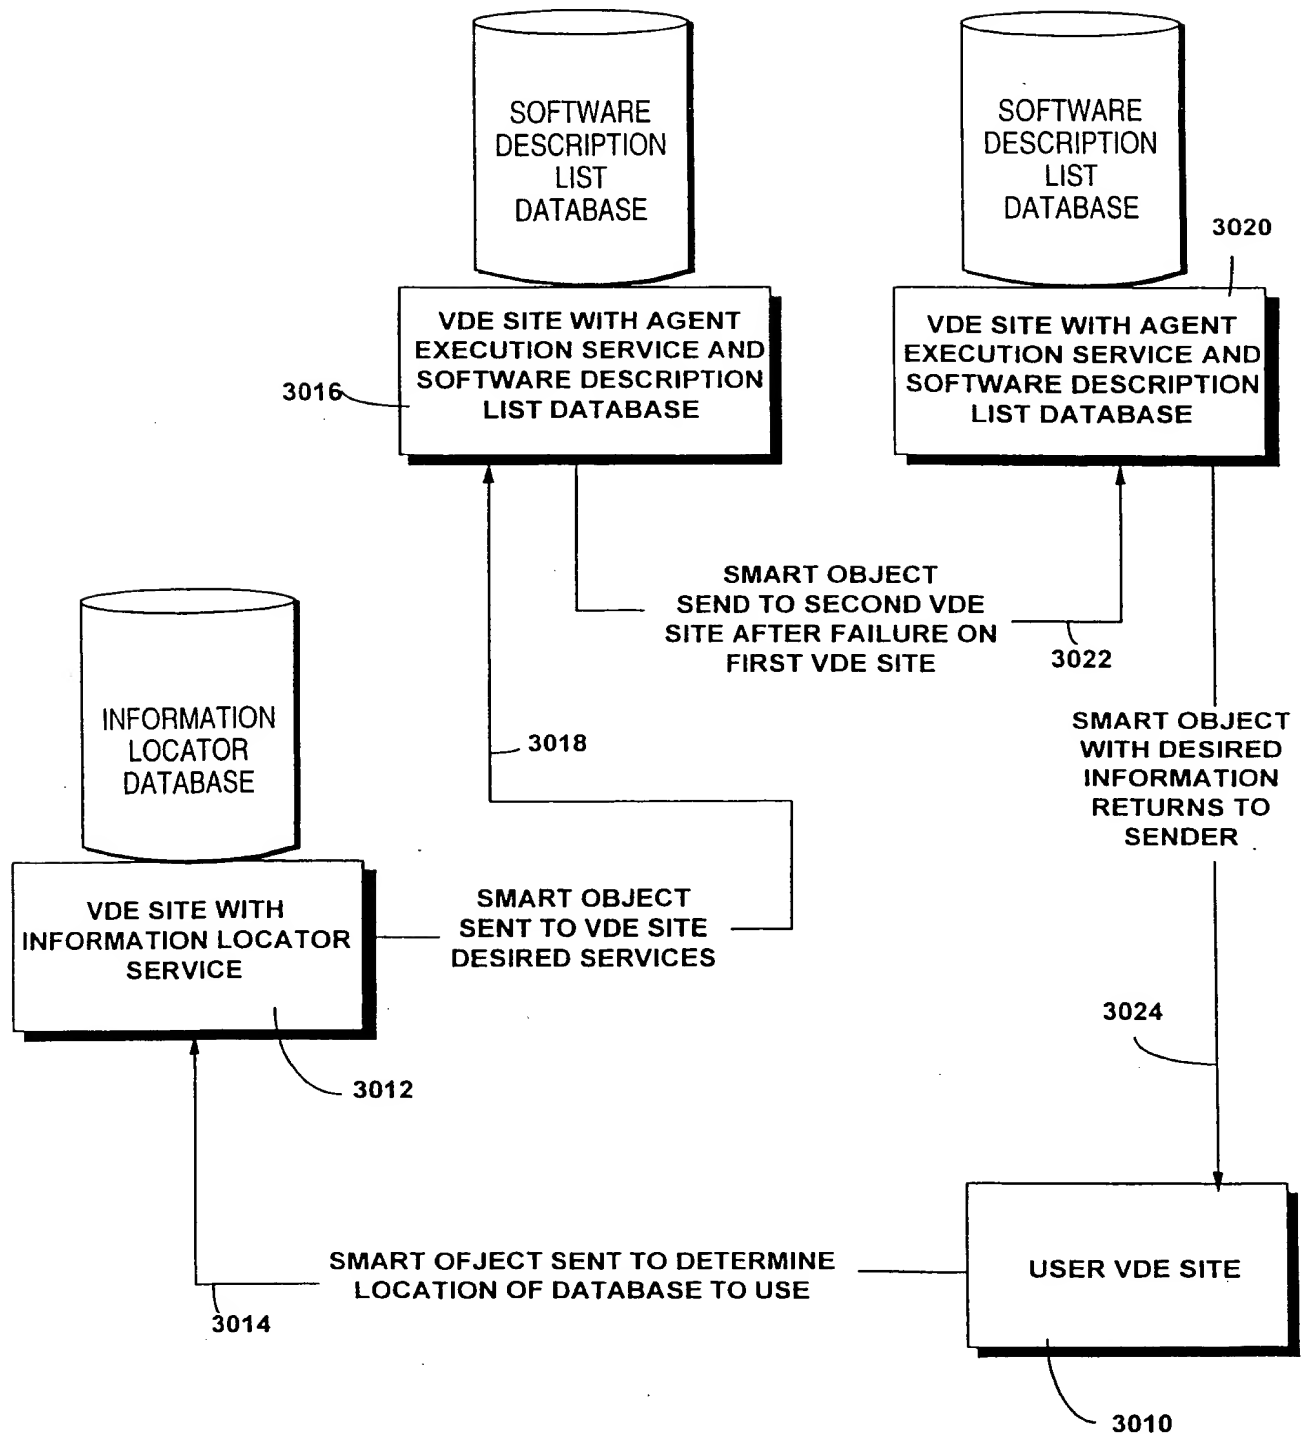 SOFTWARE
DESCRIPTION
LIST
DATABASE
SOFTWARE
DESCRIPTION
LIST
DATABASE
3020
VDE SITE WITH AGENT
EXECUTION SERVICE AND
SOFTWARE DESCRIPTION
LIST DATABASE
3016
VDE SITE WITH AGENT
EXECUTION SERVICE AND
SOFTWARE DESCRIPTION
LIST DATABASE
SMART OBJECT
SEND TO SECOND VDE
SITE AFTER FAILURE ON
FIRST VDE SITE
3022
INFORMATION
LOCATOR
DATABASE
3018
SMART OBJECT
WITH DESIRED
INFORMATION
RETURNS TO
SENDER
VDE SITE WITH
INFORMATION LOCATOR
SERVICE
SMART OBJECT
SENT TO VDE SITE
DESIRED SERVICES
3024
3012
SMART OFJECT SENT TO DETERMINE
LOCATION OF DATABASE TO USE
USER VDE SITE
3014
3010